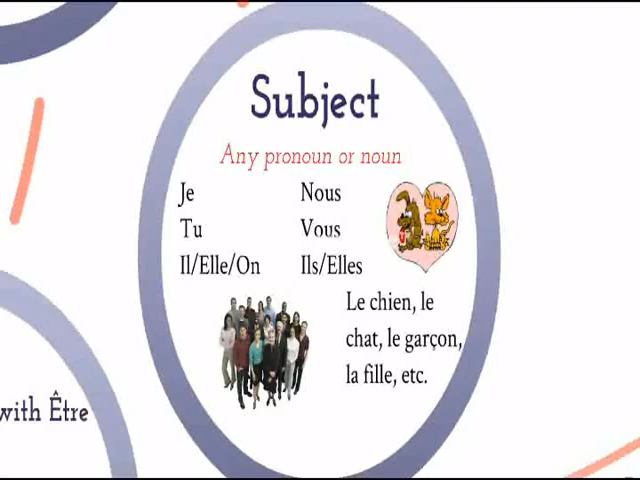 Subject
Any pronoun or noun
Je
Tu
Il/Elle/On
Nous
Vous
Ils/Elles
Le chien, le
chat, le garçon,
la fille, etc.
with Être